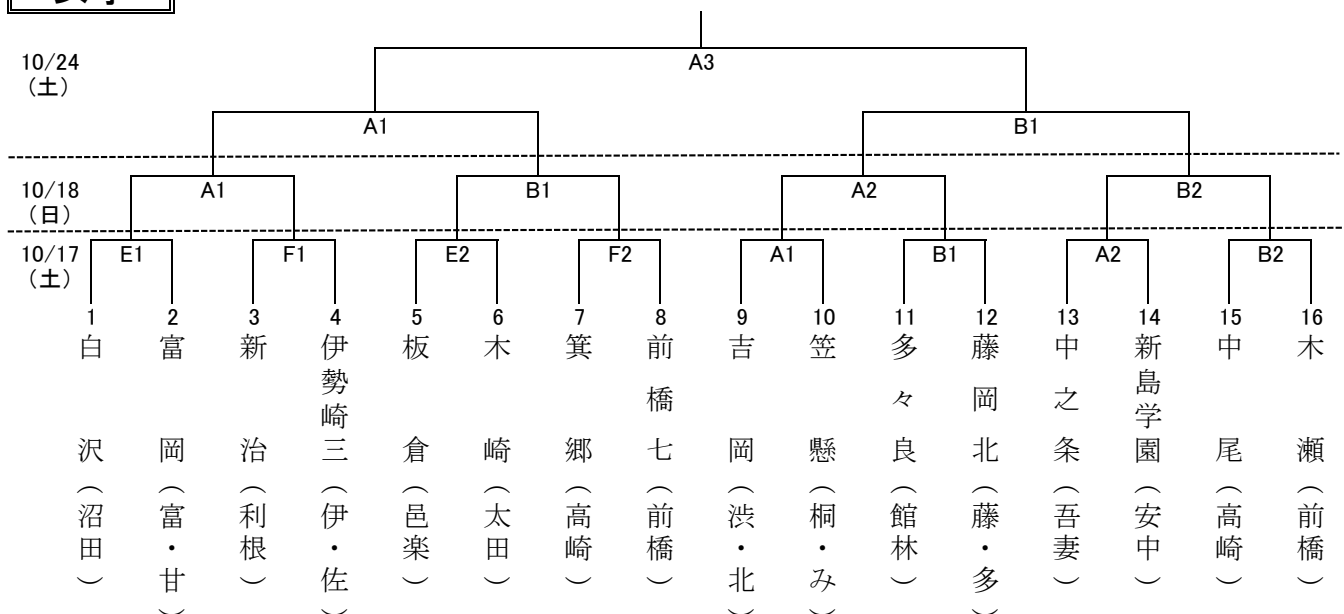 10/24
（土）
A3
A1 B1
10/18
（日）
A1 B1 A2 B2
10/17
（土）
E1 F1 E2 F2 A1 B1 A2 B2
1 2 3 4 5 6 7 8 9 10 11 12 13 14 15 16
白沢（沼田）
富岡（富・甘）
新治（利根）
伊勢崎三（伊・佐）
板倉（邑楽）
木崎（太田）
箕郷（高崎）
前橋七（前橋）
吉岡（渋・北）
笠懸（桐・み）
多々良（館林）
藤岡北（藤・多）
中之条（吾妻）
新島学園（安中）
中尾（高崎）
木瀬（前橋）